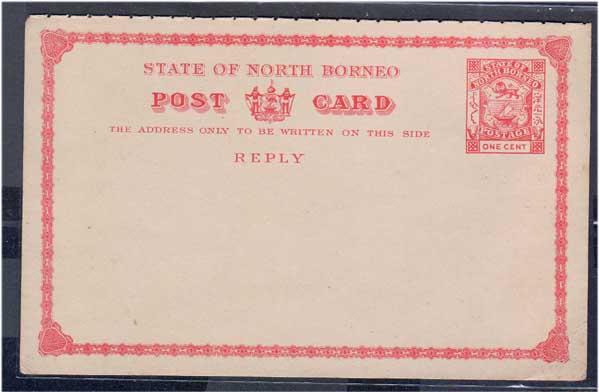 STATE OF NORTH BORNEO
POST CARD
THE ADDRESS ONLY TO BE WRITTEN ON THIS SIDE
REPLY
STATE OF
NORTH BORNEO
POSTAGE
ONE CENT